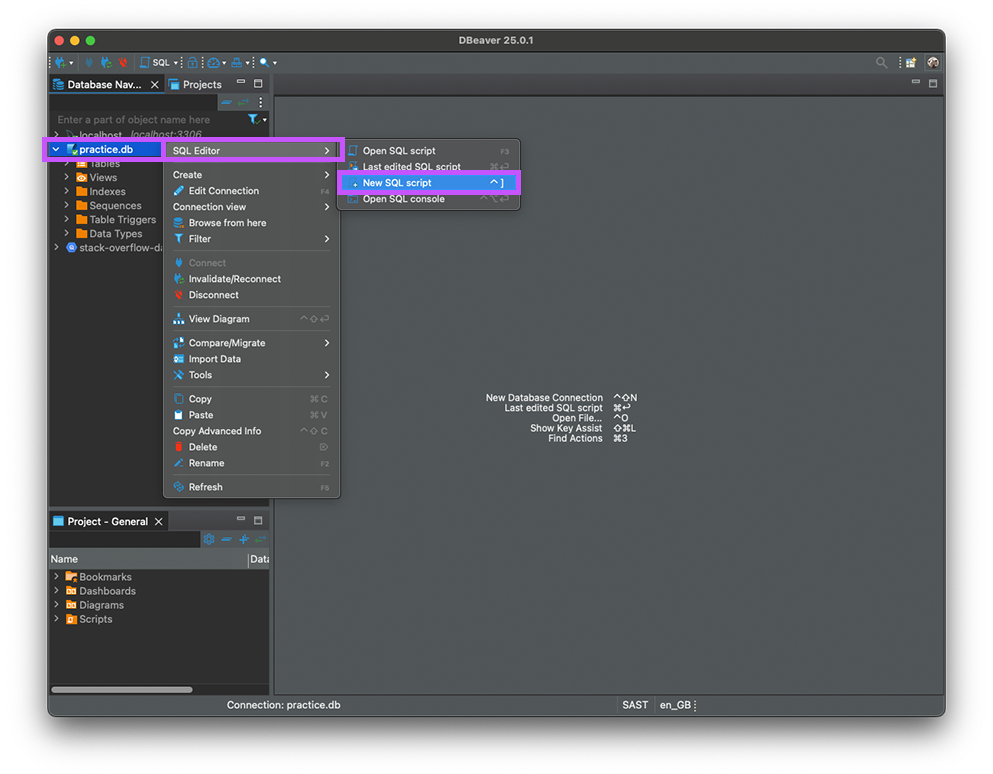 DBeaver 25.0.1
SQL
Database Nav...
Projects
Enter a part of object name here
localhost localhost:3306
practice.db
Tables
Views
Indexes
Sequences
Table Triggers
Data Types
stack-overflow-da
SQL Editor
Create
Edit Connection F4
Connection view
Browse from here
Filter
Connect
Invalidate/Reconnect
Disconnect
View Diagram ⌃⇧⏎
Compare/Migrate
Import Data
Tools
Copy ⌘C
Paste ⌘V
Copy Advanced Info ⌃⇧C
Delete ⌦
Rename F2
Refresh F5
Open SQL script F3
Last edited SQL script ⌘⏎
New SQL script ⌃]
Open SQL console ⌃⌥⏎
New Database Connection ⌃⇧N
Last edited SQL script ⌘⏎
Open File... ⌃O
Show Key Assist ⇧⌘L
Find Actions ⌘3
Project - General
Name Data
Bookmarks
Dashboards
Diagrams
Scripts
Connection: practice.db SAST en_GB